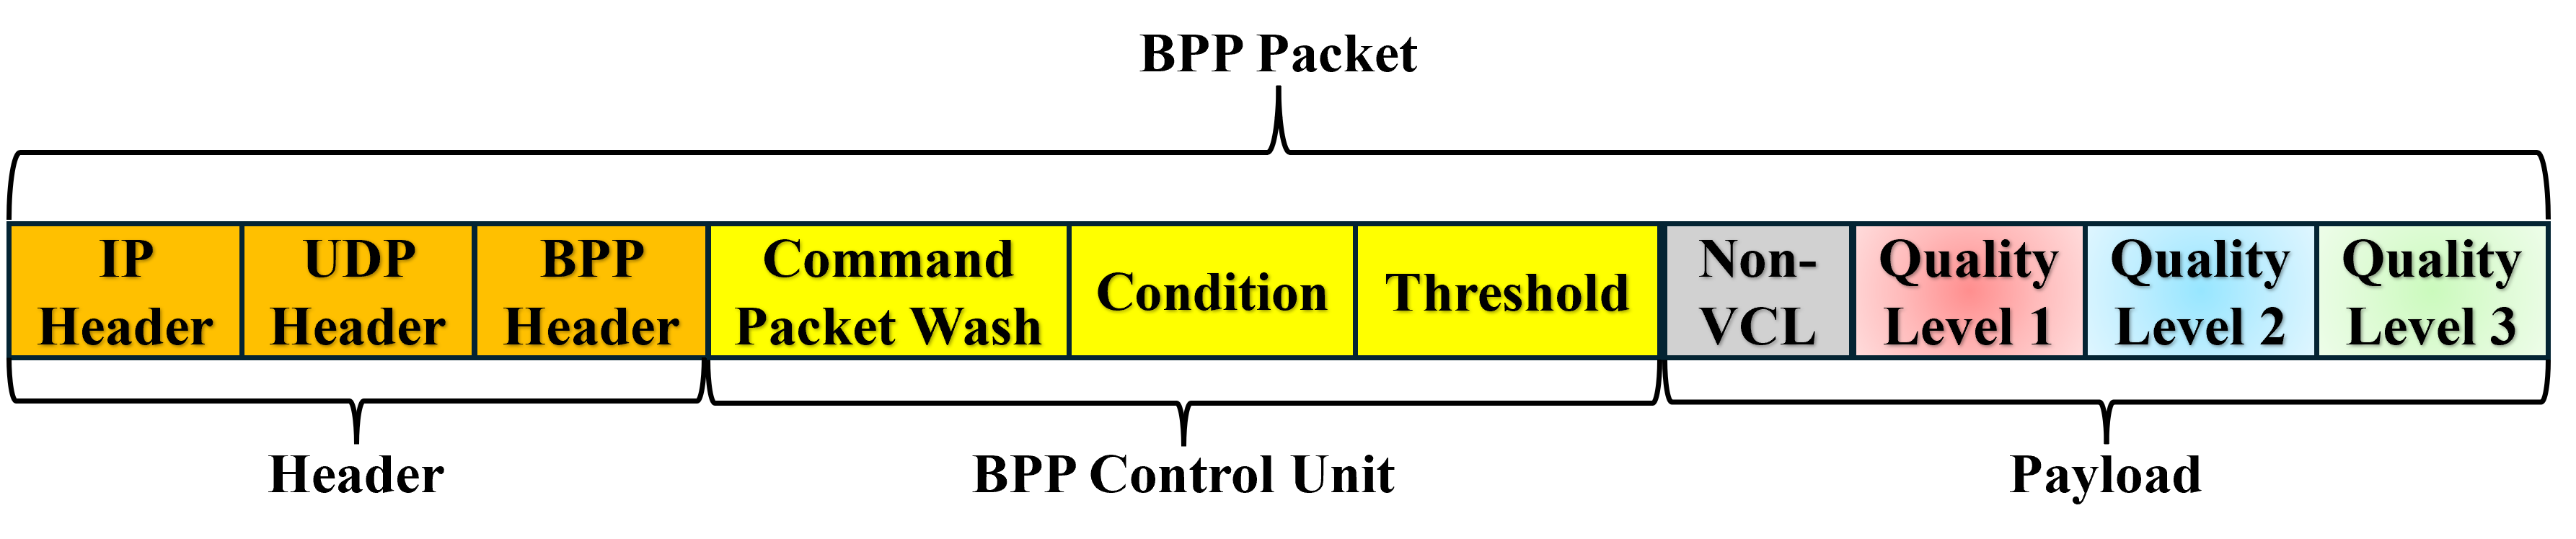 BPP Packet
IP Header
UDP Header
BPP Header
Command Packet Wash
Condition
Threshold
Non-VCL
Quality Level 1
Quality Level 2
Quality Level 3
Header
BPP Control Unit
Payload